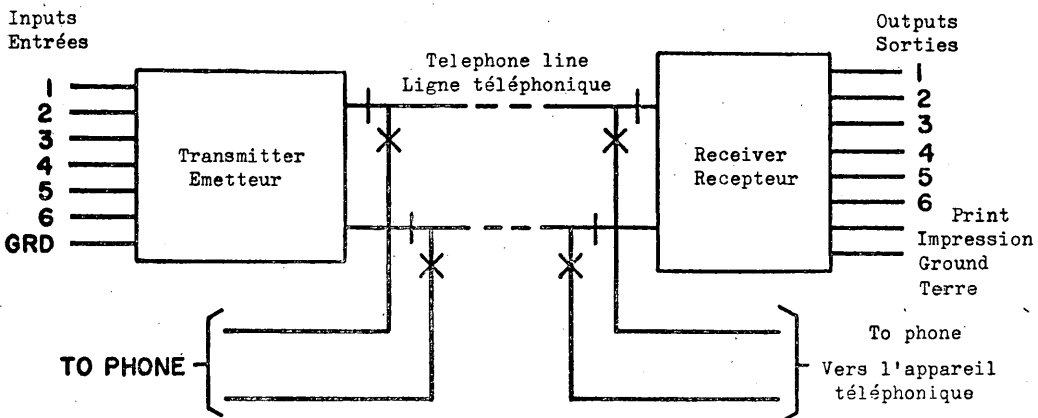 Inputs
Entrées
1
2
3
4
5
6
GRD
Transmitter
Emetteur
Telephone line
Ligne téléphonique
Receiver
Recepteur
Outputs
Sorties
1
2
3
4
5
6
Print
Impression
Ground
Terre
TO PHONE
To phone
Vers l'appareil
téléphonique